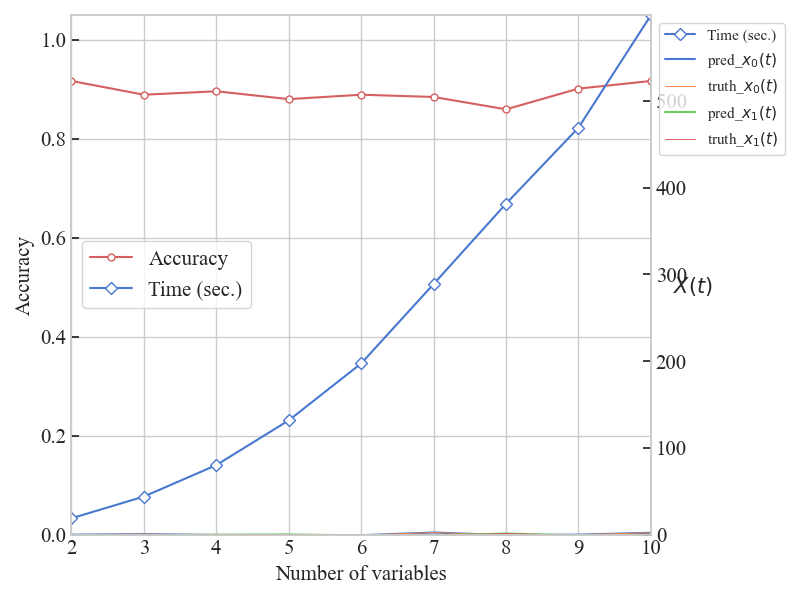 Accuracy
1.0
0.8
0.6
0.4
0.2
0.0
Accuracy
Time (sec.)
2 3 4 5 6 7 8 9 10
Number of variables
500
400
300
200
100
0
X(t)
Time (sec.)
pred_x₀(t)
truth_x₀(t)
pred_x₁(t)
truth_x₁(t)